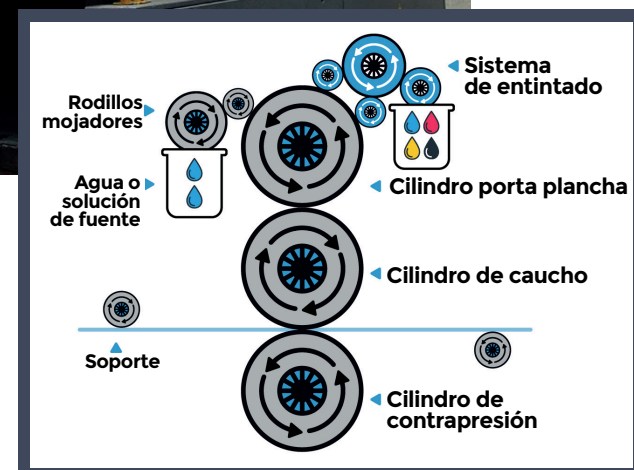 Sistema
de entintado
Rodillos
mojadores
Agua o
solución
de fuente
Cilindro porta plancha
Cilindro de caucho
Soporte
Cilindro de
contrapresión